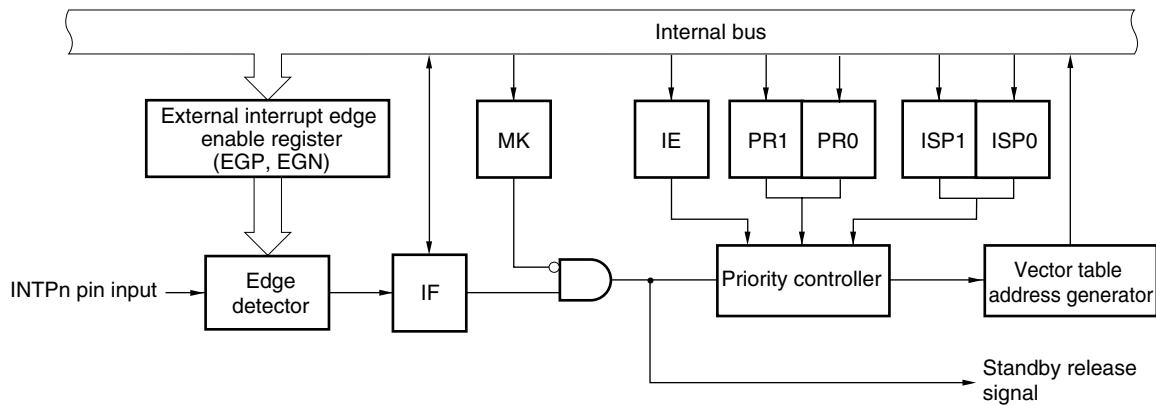 Internal bus
External interrupt edge
enable register
(EGP, EGN)
MK
IE
PR1
PR0
ISP1
ISP0
INTPn pin input
Edge
detector
IF
Priority controller
Vector table
address generator
Standby release
signal